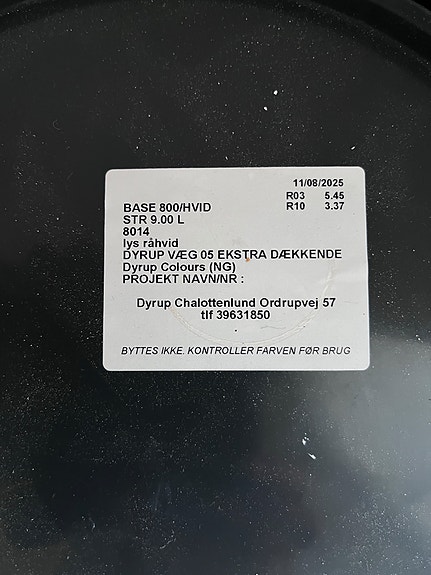 11/08/2025
R03 5.45
BASE 800/HVID R10 3.37
STR 9.00 L
8014
lys råhvid
DYRUP VÆG 05 EKSTRA DÆKKENDE
Dyrup Colours (NG)
PROJEKT NAVN/NR :
Dyrup Chalottenlund Ordrupvej 57
tlf 39631850
BYTTES IKKE. KONTROLLER FARVEN FØR BRUG